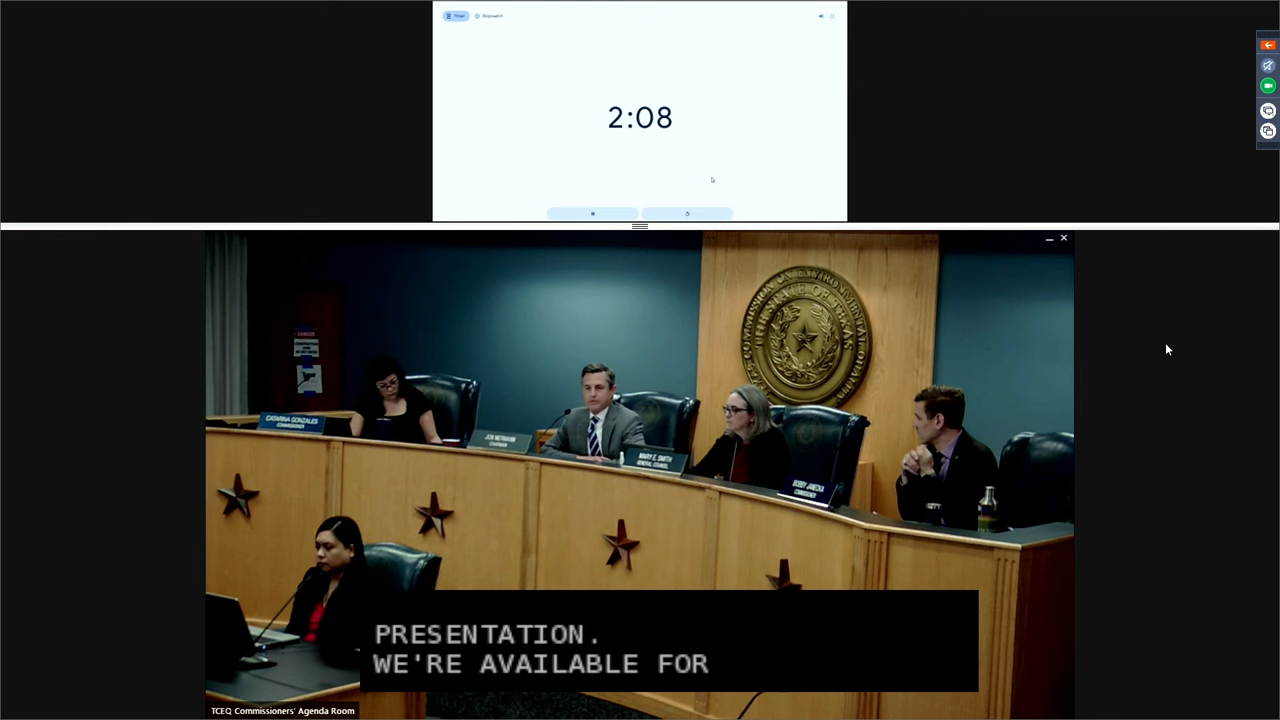 Timer
Stopwatch
2:08
COMMISSION ON ENVIRONMENTAL QUALITY
THE STATE OF TEXAS
DANGER
CATARINA GONZALES
COMMISSIONER
JON NIERMANN
CHAIRMAN
MARY E. SMITH
GENERAL COUNSEL
BOBBY JANECKA
COMMISSIONER
PRESENTATION.
WE'RE AVAILABLE FOR
TCEQ Commissioners' Agenda Room